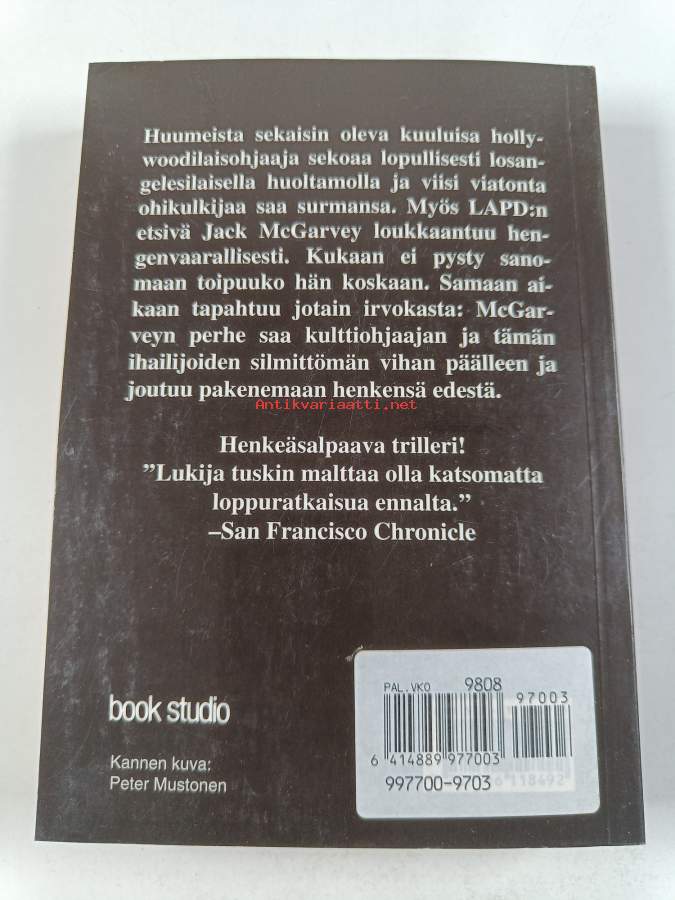 Huumeista sekaisin oleva kuuluisa holly-
woodilaisohjaaja sekoaa lopullisesti losan-
gelesilaisella huoltamolla ja viisi viatonta
ohikulkijaa saa surmansa. Myös LAPD:n
etsivä Jack McGarvey loukkaantuu hen-
genvaarallisesti. Kukaan ei pysty sano-
maan toipuuko hän koskaan. Samaan ai-
kaan tapahtuu jotain irvokasta: McGar-
veyn perhe saa kulttiohjaajan ja tämän
ihailijoiden silmittömän vihan päälleen ja
joutuu pakenemaan henkensä edestä.
Antikvariaatti.net
Henkeäsalpaava trilleri!
”Lukija tuskin malttaa olla katsomatta
loppuratkaisua ennalta.”
–San Francisco Chronicle
book studio
Kannen kuva:
Peter Mustonen
PAL.VKO 9808
97003
6 414889 977003
997700-9703
6118492